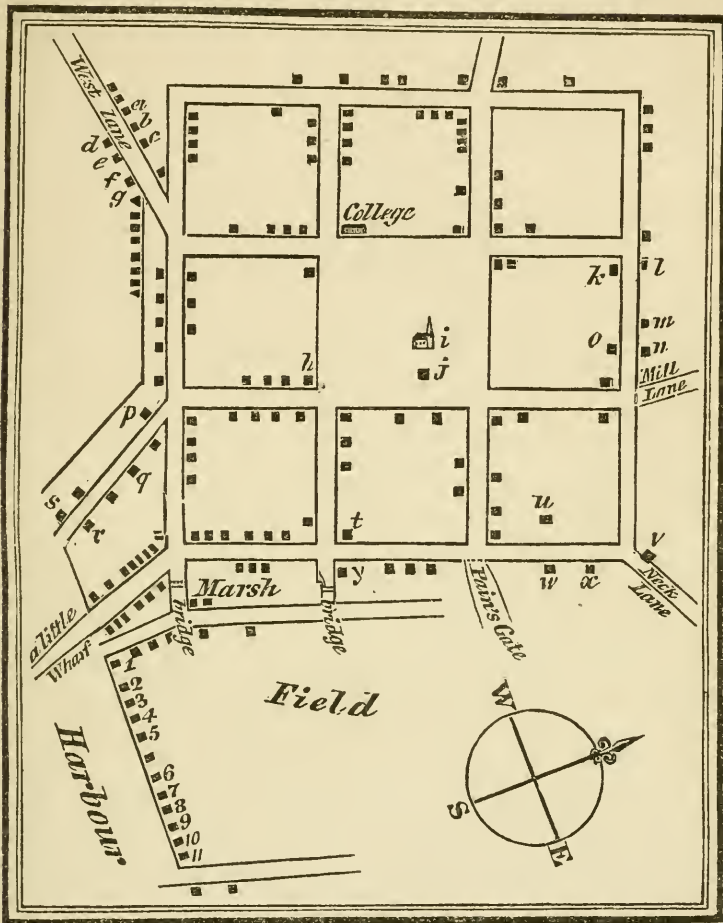 West Lane
a
b
c
d
e
f
g
College
k
l
i
m
h
o
n
j
Mill
Lane
p
q
s
r
t
u
v
y
w
x
Marsh
Neck
Lane
a little
Wharf
bridge
bridge
Pain's Gate
1
2
3
4
5
6
7
8
9
10
11
Field
Harbour
W
S
E